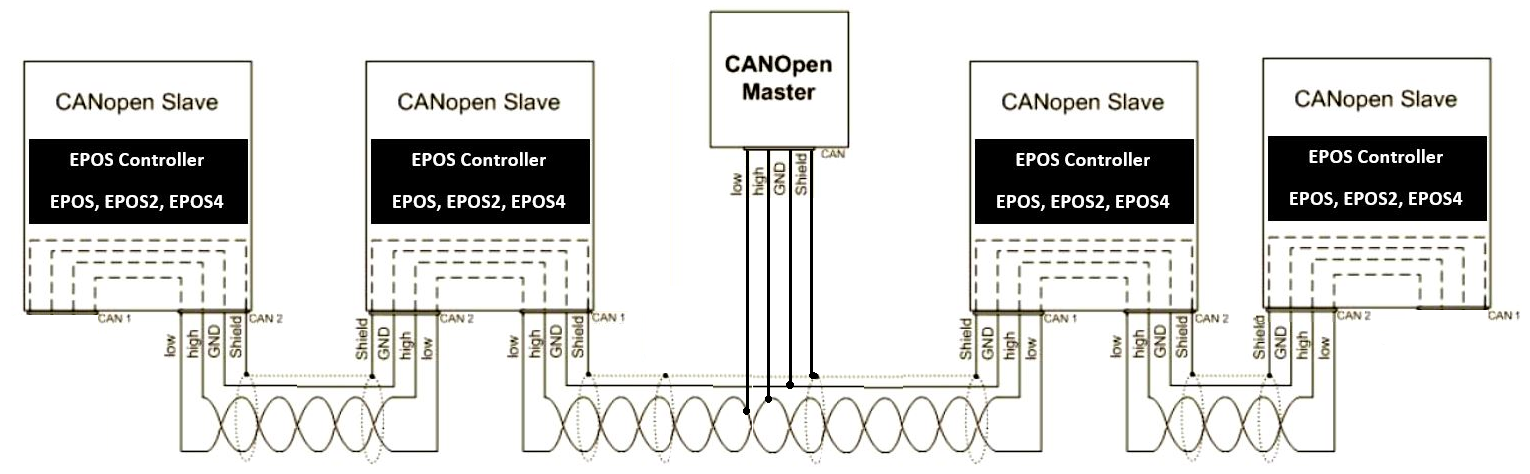 CANOpen
Master
CANopen Slave
CANopen Slave
CANopen Slave
CANopen Slave
EPOS Controller
EPOS, EPOS2, EPOS4
EPOS Controller
EPOS, EPOS2, EPOS4
EPOS Controller
EPOS, EPOS2, EPOS4
EPOS Controller
EPOS, EPOS2, EPOS4
CAN
low
high
GND
Shield
CAN 1
CAN 2
CAN 2
CAN 1
CAN 1
CAN 2
CAN 2
CAN 1
low
high
GND
Shield
Shield
GND
high
low
low
high
GND
Shield
Shield
GND
high
low
low
high
GND
Shield
Shield
GND
high
low